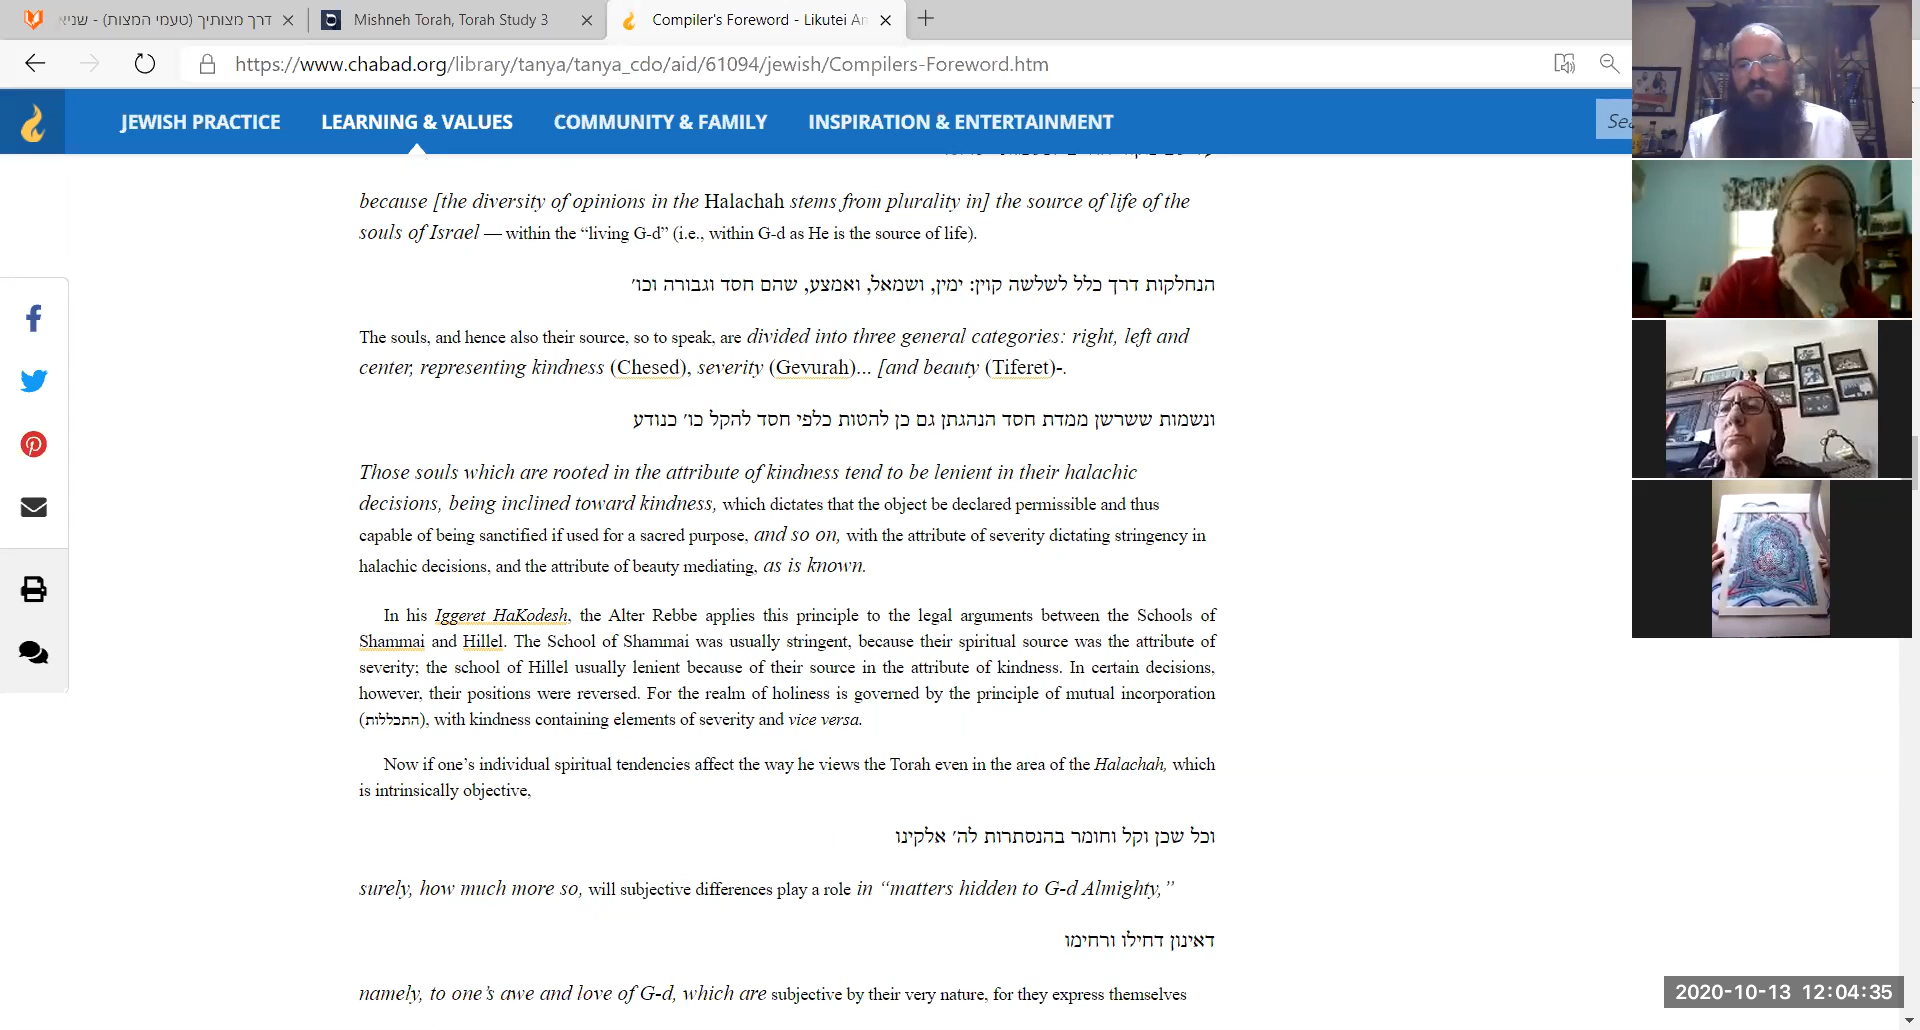 דרך מצותיך (טעמי המצות) - שניא
Mishneh Torah, Torah Study 3
Compiler's Foreword - Likutei Am
https://www.chabad.org/library/tanya/tanya_cdo/aid/61094/jewish/Compilers-Foreword.htm
JEWISH PRACTICE LEARNING & VALUES COMMUNITY & FAMILY INSPIRATION & ENTERTAINMENT
because [the diversity of opinions in the Halachah stems from plurality in] the source of life of the
souls of Israel — within the “living G-d” (i.e., within G-d as He is the source of life).
הנחלקות דרך כלל לשלשה קוין: ימין, ושמאל, ואמצע, שהם חסד וגבורה וכו׳
The souls, and hence also their source, so to speak, are divided into three general categories: right, left and
center, representing kindness (Chesed), severity (Gevurah)... [and beauty (Tiferet)-.
ונשמות ששרשן ממדת חסד הנהגתן גם כן להטות כלפי חסד להקל כו׳ כנודע
Those souls which are rooted in the attribute of kindness tend to be lenient in their halachic
decisions, being inclined toward kindness, which dictates that the object be declared permissible and thus
capable of being sanctified if used for a sacred purpose, and so on, with the attribute of severity dictating stringency in
halachic decisions, and the attribute of beauty mediating, as is known.
In his Iggeret HaKodesh, the Alter Rebbe applies this principle to the legal arguments between the Schools of
Shammai and Hillel. The School of Shammai was usually stringent, because their spiritual source was the attribute of
severity; the school of Hillel usually lenient because of their source in the attribute of kindness. In certain decisions,
however, their positions were reversed. For the realm of holiness is governed by the principle of mutual incorporation
(התכללות), with kindness containing elements of severity and vice versa.
Now if one’s individual spiritual tendencies affect the way he views the Torah even in the area of the Halachah, which
is intrinsically objective,
וכל שכן וקל וחומר בהנסתרות לה׳ אלקינו
surely, how much more so, will subjective differences play a role in “matters hidden to G-d Almighty,”
דאינון דחילו ורחימו
namely, to one’s awe and love of G-d, which are subjective by their very nature, for they express themselves
2020-10-13 12:04:35